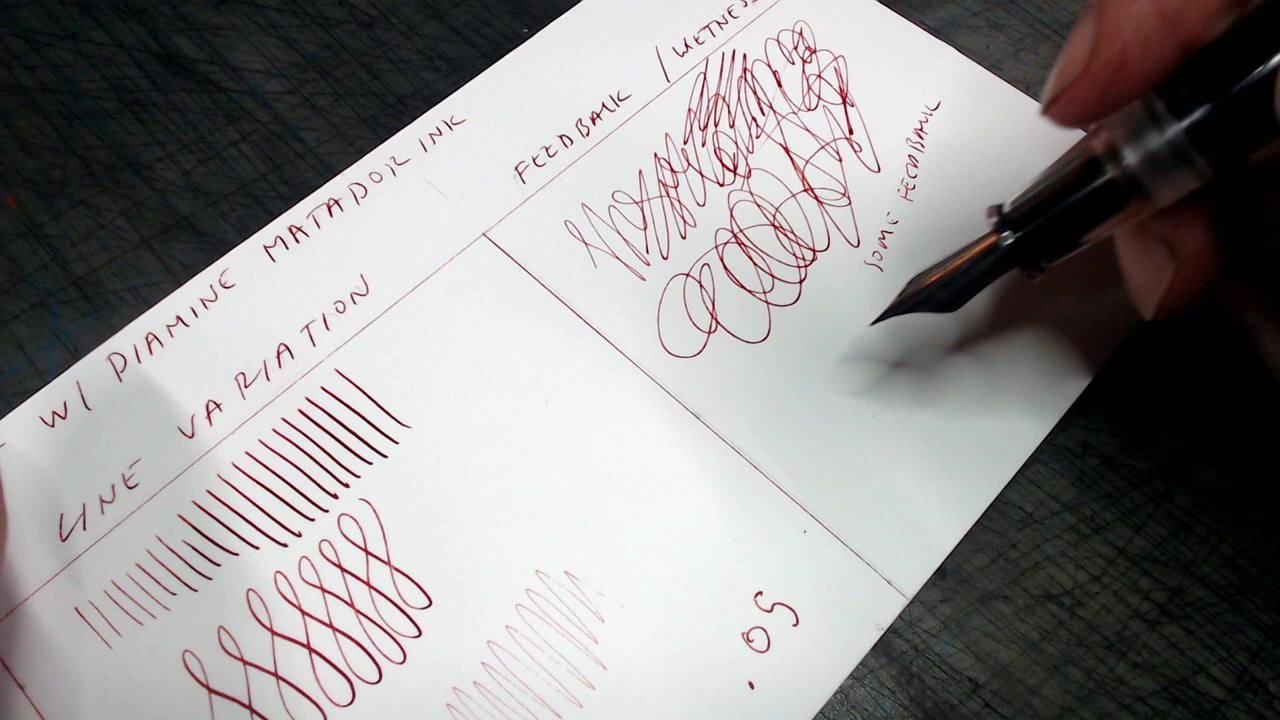 W/ DIAMINE MATADOR INK
LINE VARIATION
FEEDBACK / WETNESS
SOME FEEDBACK
.05